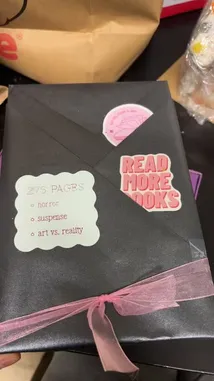 READ
MORE
BOOKS
PAGES
horror
suspense
art vs. reality